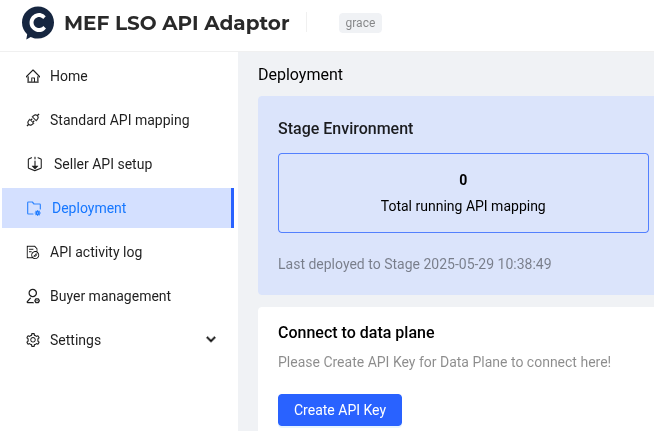 MEF LSO API Adaptor
grace
Home
Standard API mapping
Seller API setup
Deployment
API activity log
Buyer management
Settings
Deployment
Stage Environment
0
Total running API mapping
Last deployed to Stage 2025-05-29 10:38:49
Connect to data plane
Please Create API Key for Data Plane to connect here!
Create API Key